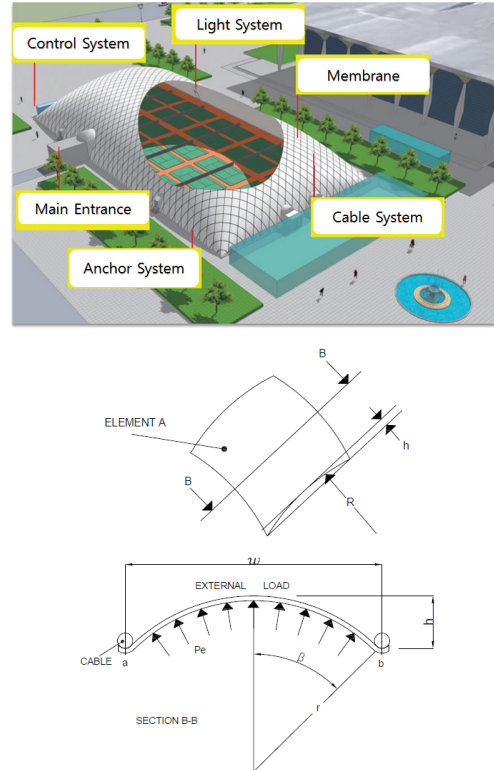 Light System
Control System
Membrane
Main Entrance
Cable System
Anchor System
B
ELEMENT A
h
B
R
w
EXTERNAL LOAD
h
CABLE
a
Pe
β
b
r
SECTION B-B